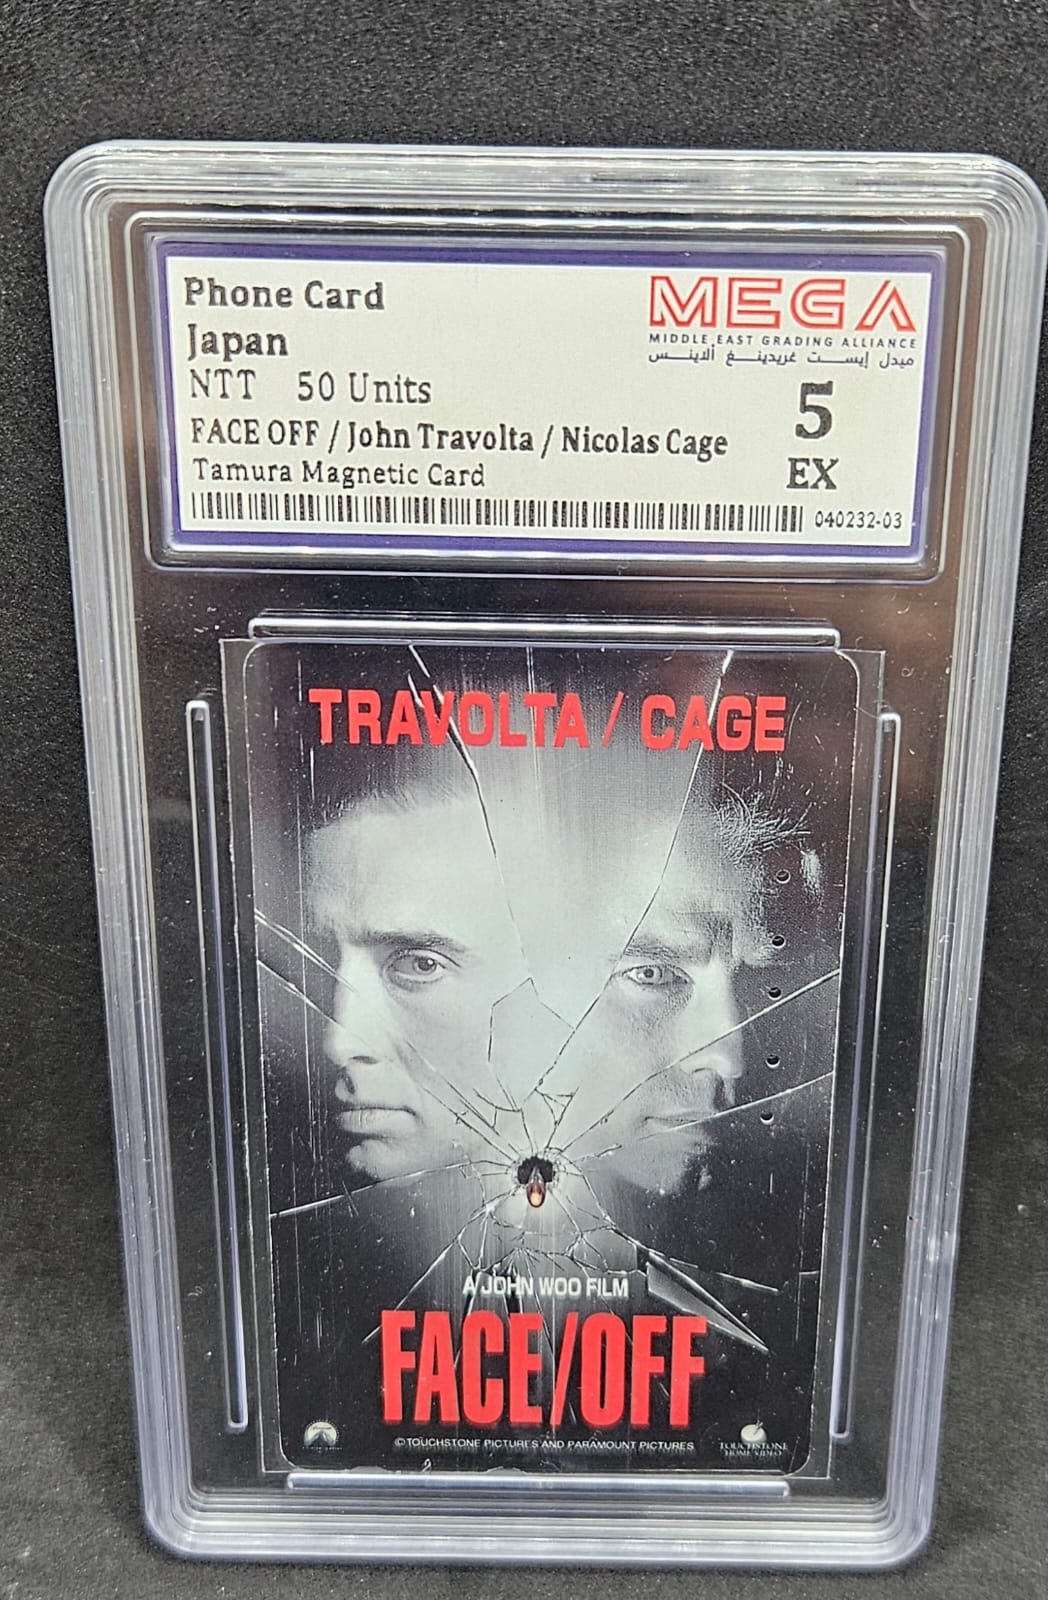 Phone Card
Japan
NTT 50 Units
FACE OFF / John Travolta / Nicolas Cage
Tamura Magnetic Card
MEGA
MIDDLE EAST GRADING ALLIANCE
ميدل إيست غريدينغ ألاينس
5
EX
040232-03
TRAVOLTA / CAGE
A JOHN WOO FILM
FACE/OFF
©TOUCHSTONE PICTURES AND PARAMOUNT PICTURES
TOUCHSTONE
HOME VIDEO